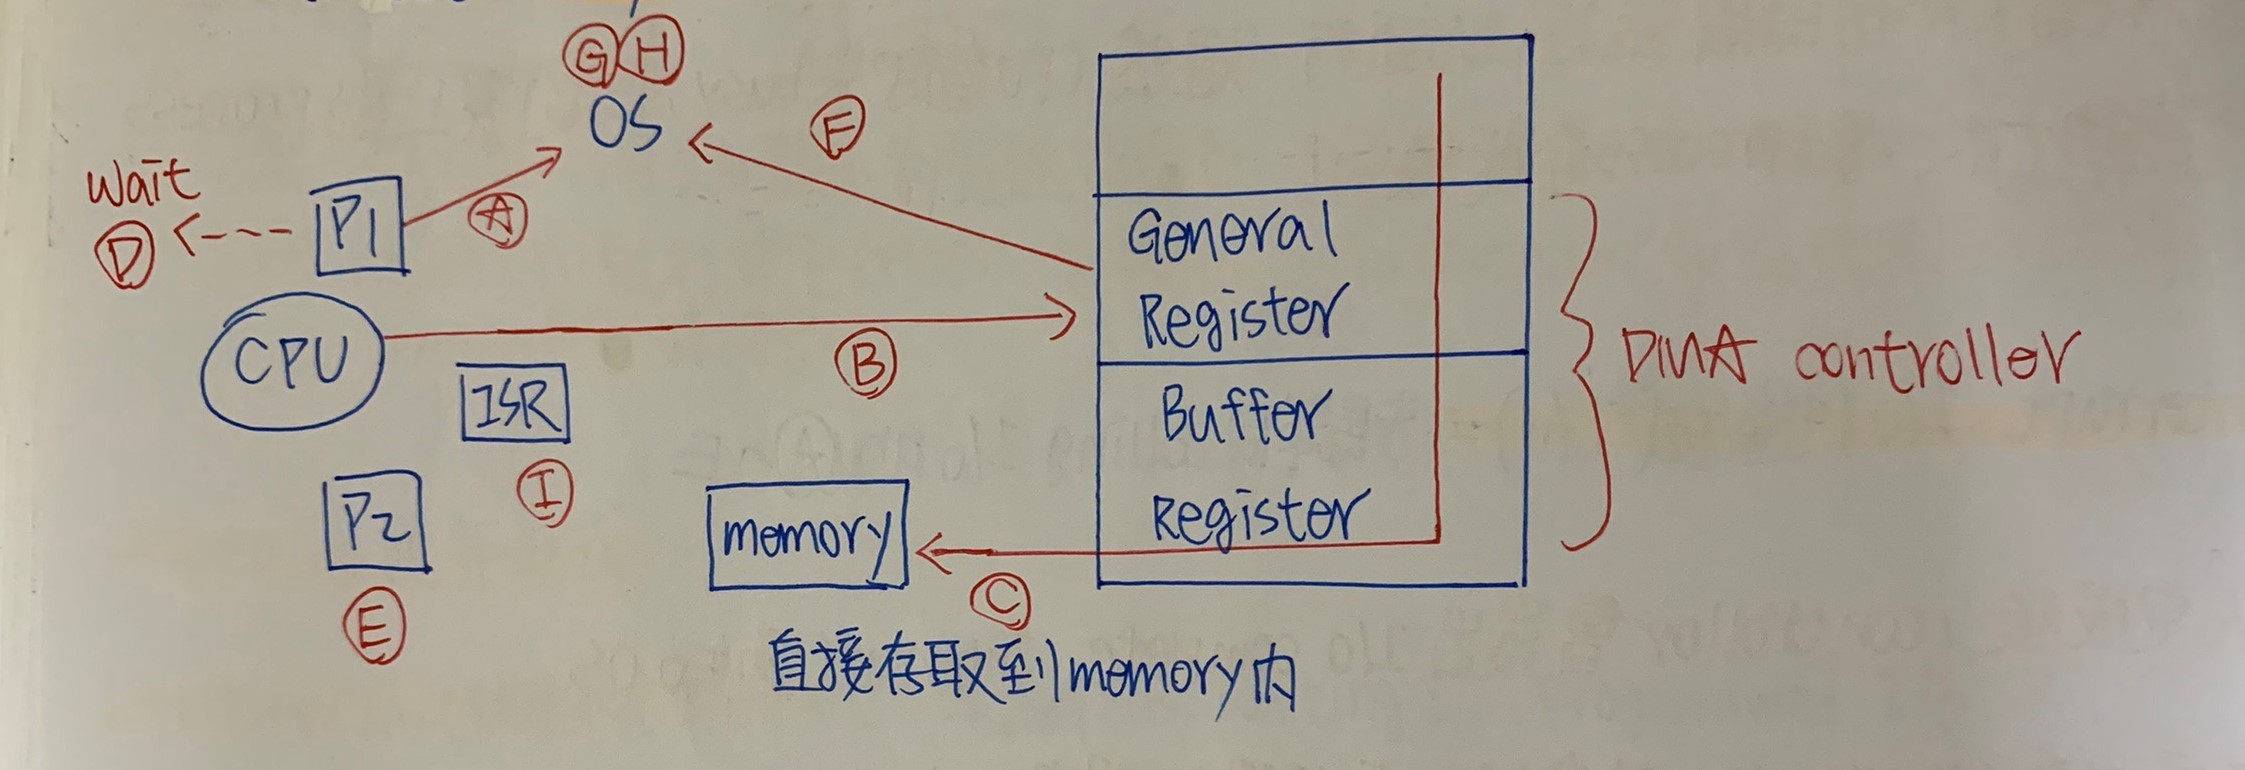 G H
OS
F
wait
D
P1
A
General
Register
CPU
B
DMA controller
ISR
Buffer
I
P2
memory
Register
E
C
直接存取到memory内